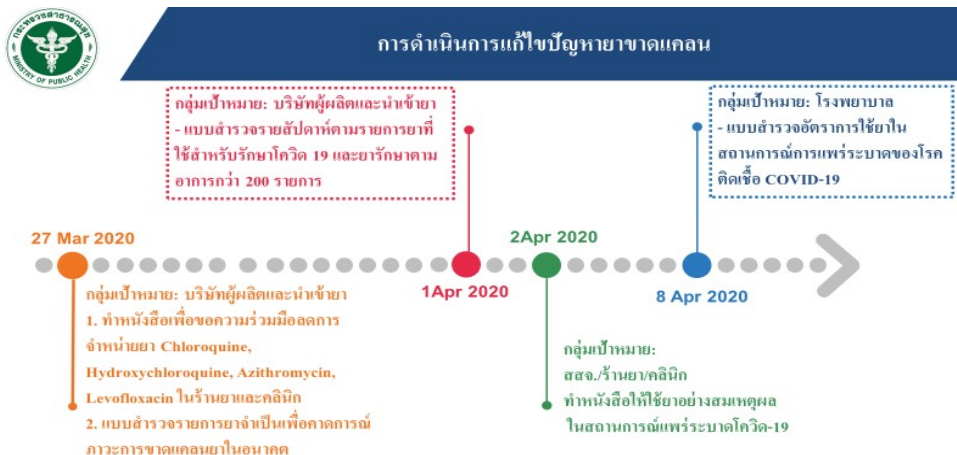 กระทรวงสาธารณสุข
MINISTRY OF PUBLIC HEALTH
การดำเนินการแก้ไขปัญหายาขาดแคลน
กลุ่มเป้าหมาย: บริษัทผู้ผลิตและนำเข้ายา
- แบบสำรวจรายสัปดาห์ตามรายการยาที่
ใช้สำหรับรักษาโควิด 19 และยารักษาตาม
อาการกว่า 200 รายการ
กลุ่มเป้าหมาย: โรงพยาบาล
- แบบสำรวจอัตราการใช้ยาใน
สถานการณ์การแพร่ระบาดของโรค
ติดเชื้อ COVID-19
27 Mar 2020
2Apr 2020
1Apr 2020
8 Apr 2020
กลุ่มเป้าหมาย: บริษัทผู้ผลิตและนำเข้ายา
1. ทำหนังสือเพื่อขอความร่วมมือลดการ
จำหน่ายยา Chloroquine,
Hydroxychloroquine, Azithromycin,
Levofloxacin ในร้านยาและคลินิก
2. แบบสำรวจรายการยาจำเป็นเพื่อคาดการณ์
ภาวะการขาดแคลนยาในอนาคต
กลุ่มเป้าหมาย:
สสจ./ร้านยา/คลินิก
ทำหนังสือให้ใช้ยาอย่างสมเหตุผล
ในสถานการณ์แพร่ระบาดโควิด-19